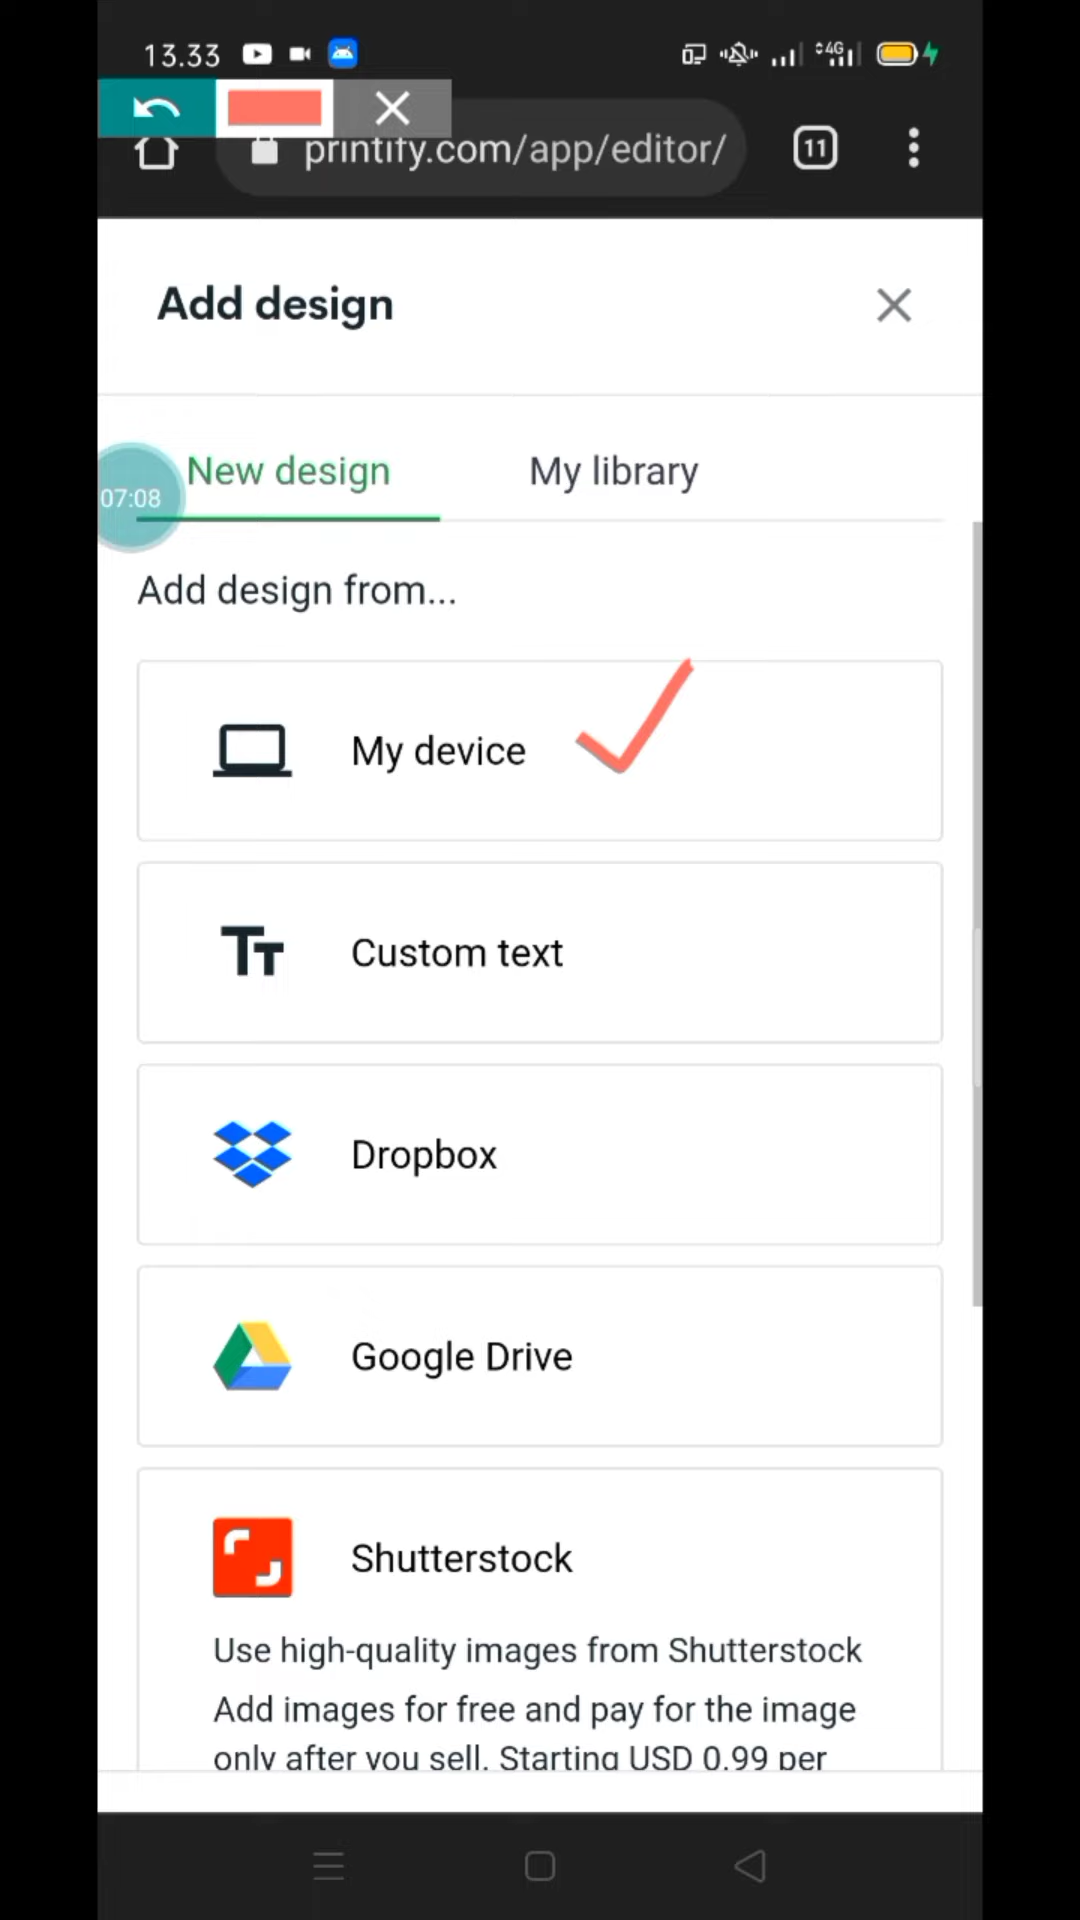 13.33
4G
printify.com/app/editor/
11
Add design
New design
My library
07:08
Add design from...
My device
Custom text
Dropbox
Google Drive
Shutterstock
Use high-quality images from Shutterstock
Add images for free and pay for the image
only after you sell. Starting USD 0.99 per